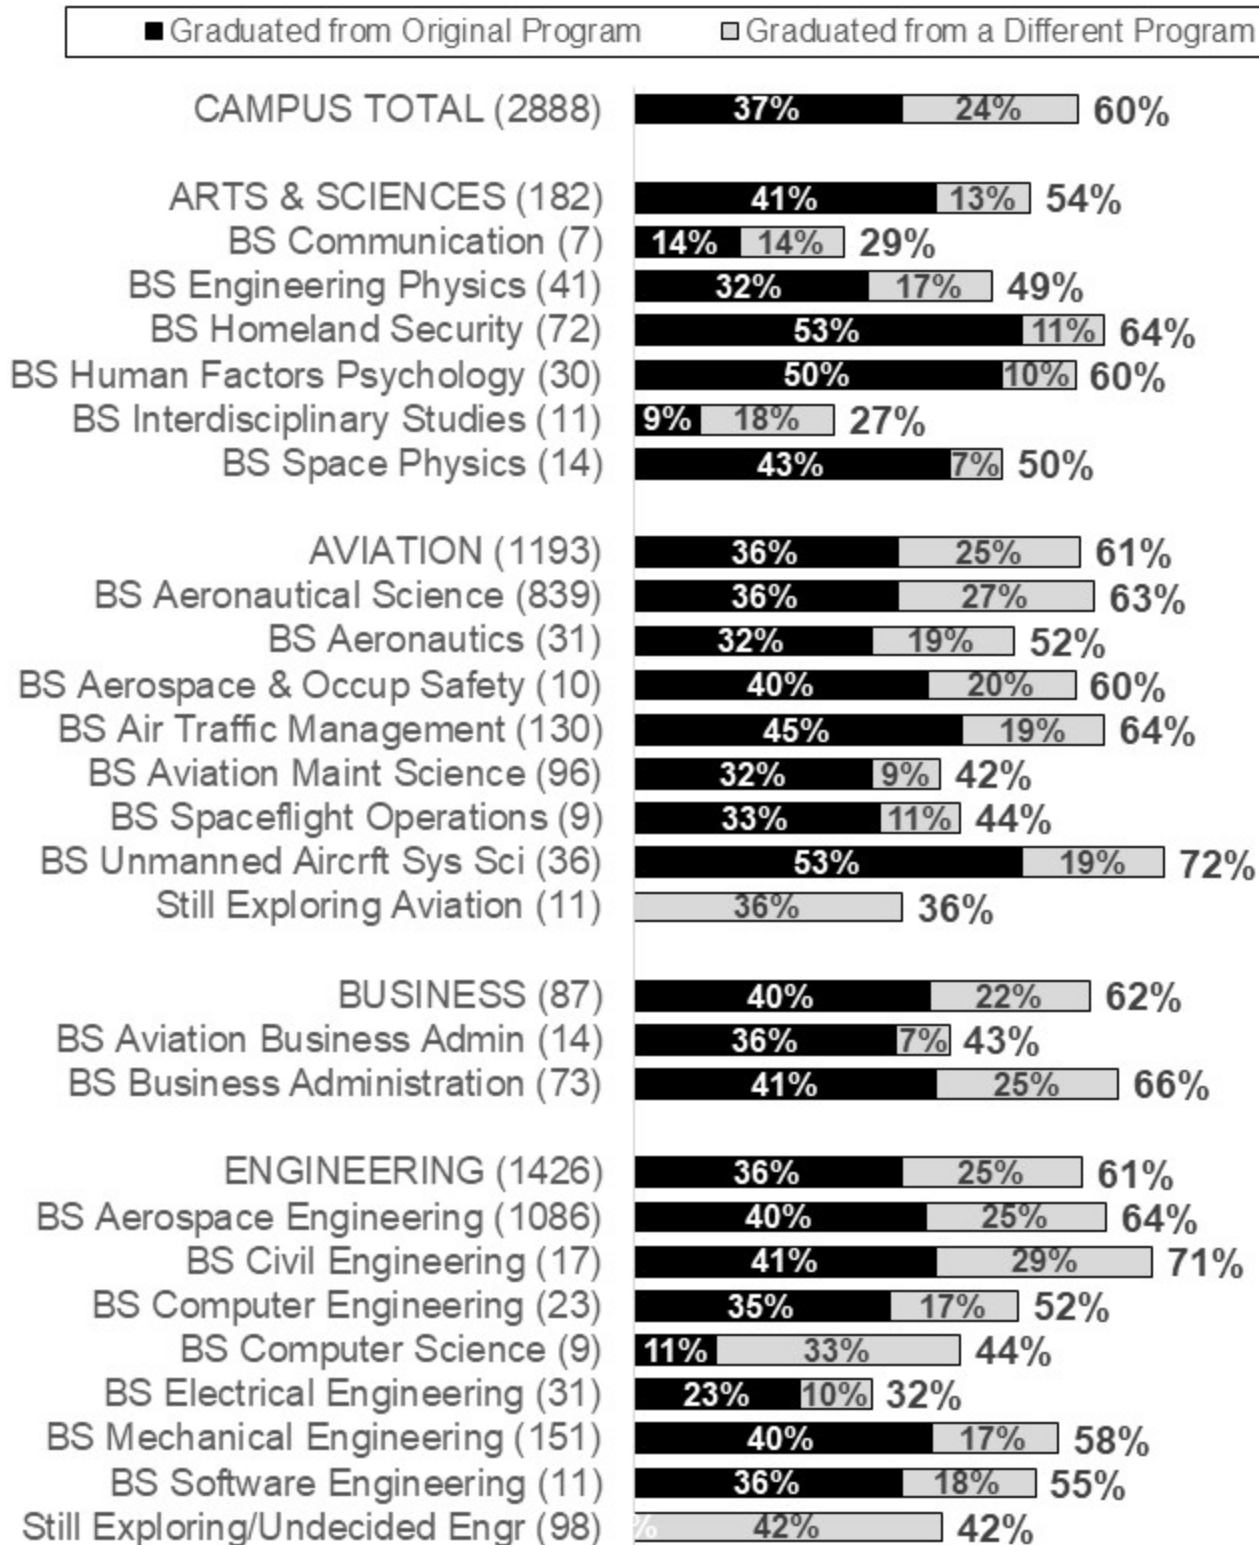 Graduated from Original Program Graduated from a Different Program
CAMPUS TOTAL (2888) 37% 24% 60%
ARTS & SCIENCES (182) 41% 13% 54%
BS Communication (7) 14% 14% 29%
BS Engineering Physics (41) 32% 17% 49%
BS Homeland Security (72) 53% 11% 64%
BS Human Factors Psychology (30) 50% 10% 60%
BS Interdisciplinary Studies (11) 9% 18% 27%
BS Space Physics (14) 43% 7% 50%
AVIATION (1193) 36% 25% 61%
BS Aeronautical Science (839) 36% 27% 63%
BS Aeronautics (31) 32% 19% 52%
BS Aerospace & Occup Safety (10) 40% 20% 60%
BS Air Traffic Management (130) 45% 19% 64%
BS Aviation Maint Science (96) 32% 9% 42%
BS Spaceflight Operations (9) 33% 11% 44%
BS Unmanned Aircrft Sys Sci (36) 53% 19% 72%
Still Exploring Aviation (11) 36% 36%
BUSINESS (87) 40% 22% 62%
BS Aviation Business Admin (14) 36% 7% 43%
BS Business Administration (73) 41% 25% 66%
ENGINEERING (1426) 36% 25% 61%
BS Aerospace Engineering (1086) 40% 25% 64%
BS Civil Engineering (17) 41% 29% 71%
BS Computer Engineering (23) 35% 17% 52%
BS Computer Science (9) 11% 33% 44%
BS Electrical Engineering (31) 23% 10% 32%
BS Mechanical Engineering (151) 40% 17% 58%
BS Software Engineering (11) 36% 18% 55%
Still Exploring/Undecided Engr (98) 42% 42%